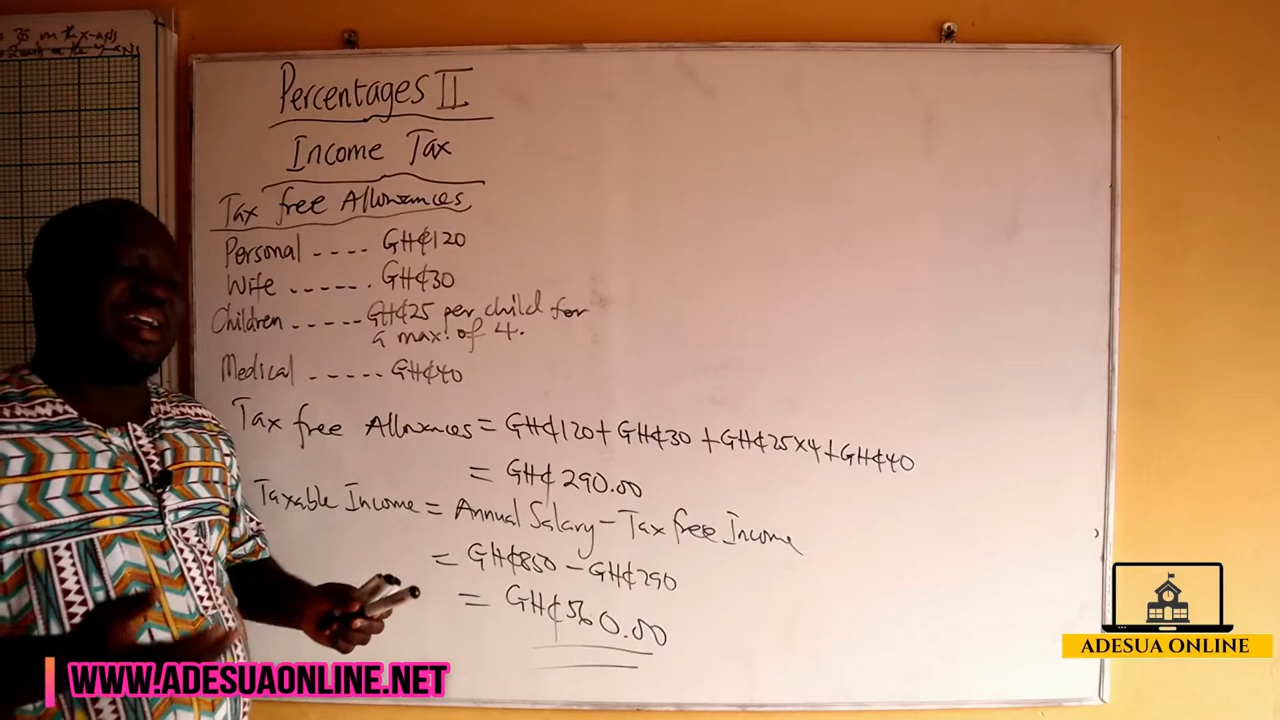 Percentages II
Income Tax
Tax free Allowances
Personal ---- GH₵120
Wife ------. GH₵30
Children ----- GH₵25 per child for
a max! of 4.
Medical ----- GH₵40
Tax free Allowances = GH₵120 + GH₵30 + GH₵25x4 + GH₵40
= GH₵290.00
Taxable Income = Annual Salary - Tax free Income
= GH₵850 - GH₵290
= GH₵560.00
ADESUA ONLINE
WWW.ADESUAONLINE.NET